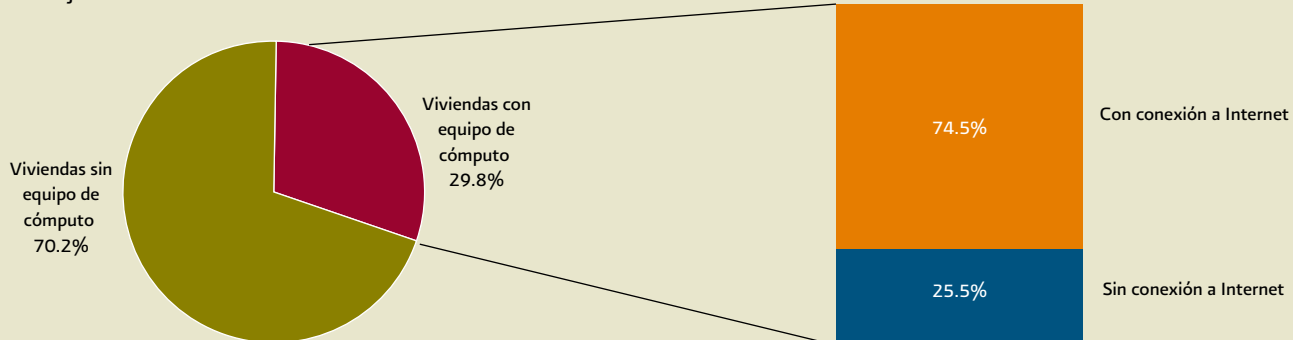 Viviendas sin
equipo de
cómputo
70.2%
Viviendas con
equipo de
cómputo
29.8%
74.5%
Con conexión a Internet
25.5%
Sin conexión a Internet